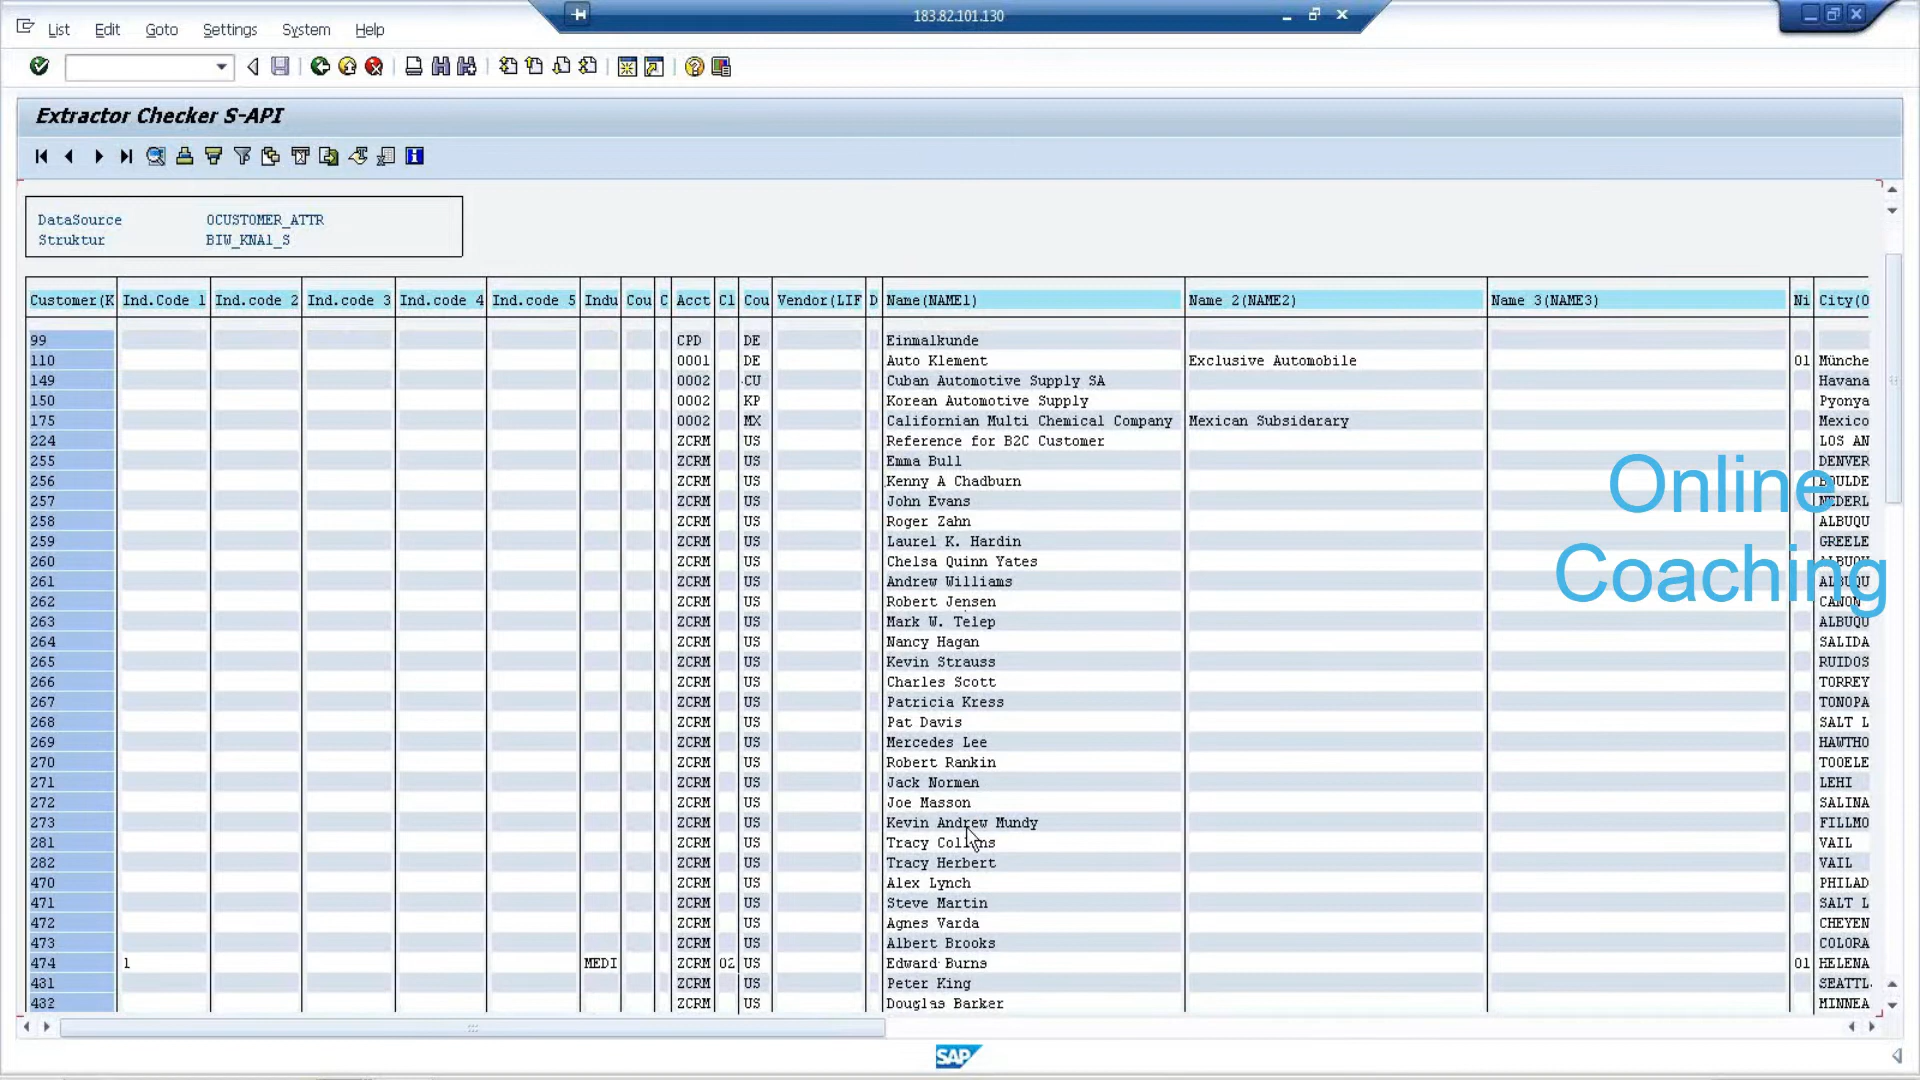 183.82.101.130
List Edit Goto Settings System Help
Extractor Checker S-API
DataSource 0CUSTOMER_ATTR
Struktur BIW_KNA1_S
Customer(K Ind.Code 1 Ind.code 2 Ind.code 3 Ind.code 4 Ind.code 5 Indu Cou C Acct Cl Cou Vendor(LIF D Name(NAME1) Name 2(NAME2) Name 3(NAME3) Ni City(O
99 CPD DE Einmalkunde
110 0001 DE Auto Klement Exclusive Automobile 01 Münche
149 0002 CU Cuban Automotive Supply SA Havana
150 0002 KP Korean Automotive Supply Pyonya
175 0002 MX Californian Multi Chemical Company Mexican Subsidarary Mexico
224 ZCRM US Reference for B2C Customer LOS AN
255 ZCRM US Emma Bull DENVER
256 ZCRM US Kenny A Chadburn BOULDE
257 ZCRM US John Evans NEDERL
258 ZCRM US Roger Zahn ALBUQU
259 ZCRM US Laurel K. Hardin GREELE
260 ZCRM US Chelsa Quinn Yates ALBUQU
261 ZCRM US Andrew Williams ALBUQU
262 ZCRM US Robert Jensen CANON
263 ZCRM US Mark W. Telep ALBUQU
264 ZCRM US Nancy Hagan SALIDA
265 ZCRM US Kevin Strauss RUIDOS
266 ZCRM US Charles Scott TORREY
267 ZCRM US Patricia Kress TONOPA
268 ZCRM US Pat Davis SALT L
269 ZCRM US Mercedes Lee HAWTHO
270 ZCRM US Robert Rankin TOOELE
271 ZCRM US Jack Norman LEHI
272 ZCRM US Joe Masson SALINA
273 ZCRM US Kevin Andrew Mundy FILLMO
281 ZCRM US Tracy Collins VAIL
282 ZCRM US Tracy Herbert VAIL
470 ZCRM US Alex Lynch PHILAD
471 ZCRM US Steve Martin SALT L
472 ZCRM US Agnes Varda CHEYEN
473 ZCRM US Albert Brooks COLORA
474 1 MEDI ZCRM 02 US Edward Burns 01 HELENA
431 ZCRM US Peter King SEATTL
432 ZCRM US Douglas Barker MINNEA
Online
Coaching
SAP